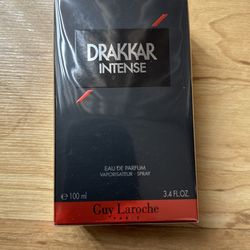 DRAKKAR
INTENSE
EAU DE PARFUM
VAPORISATEUR - SPRAY
℮ 100 ml 3.4 FL.OZ.
Guy Laroche
PARIS